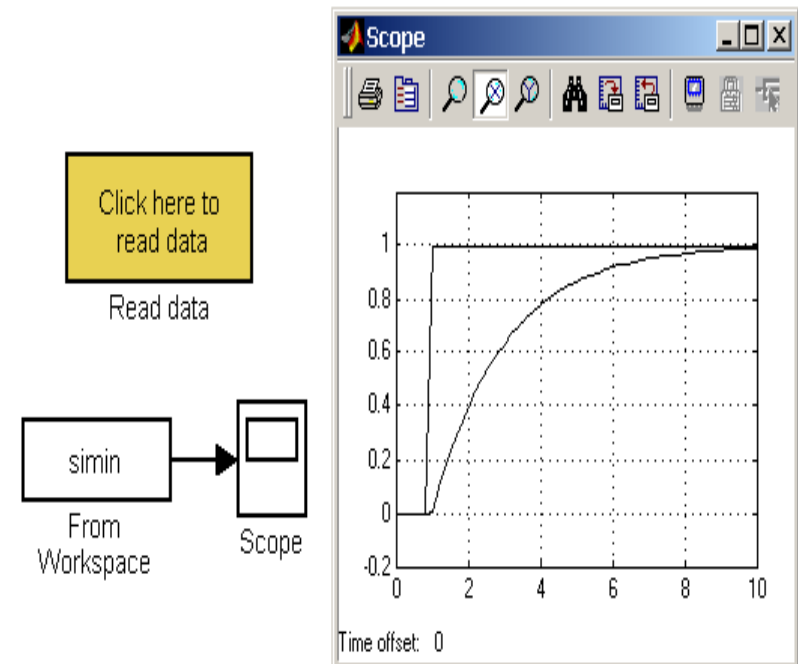 Click here to
read data
Read data
simin
From
Workspace
Scope
Scope
1
0.8
0.6
0.4
0.2
0
-0.2
0 2 4 6 8 10
Time offset: 0